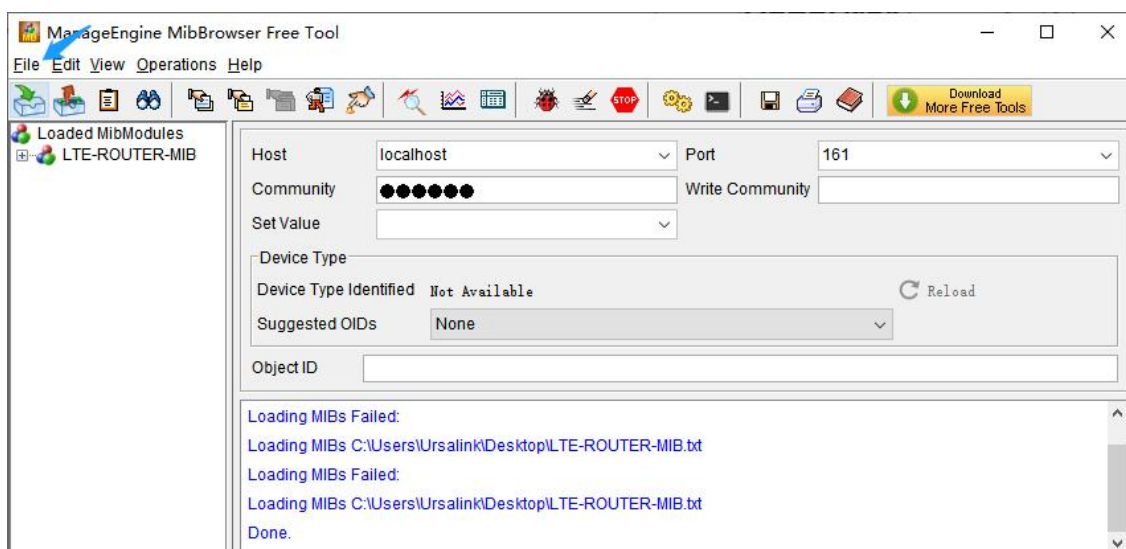 ManageEngine MibBrowser Free Tool
File Edit View Operations Help
STOP
Download
More Free Tools
Loaded MibModules
LTE-ROUTER-MIB
Host localhost Port 161
Community ●●●●●● Write Community
Set Value
Device Type
Device Type Identified Not Available Reload
Suggested OIDs None
Object ID
Loading MIBs Failed:
Loading MIBs C:\Users\Ursalink\Desktop\LTE-ROUTER-MIB.txt
Loading MIBs Failed:
Loading MIBs C:\Users\Ursalink\Desktop\LTE-ROUTER-MIB.txt
Done.